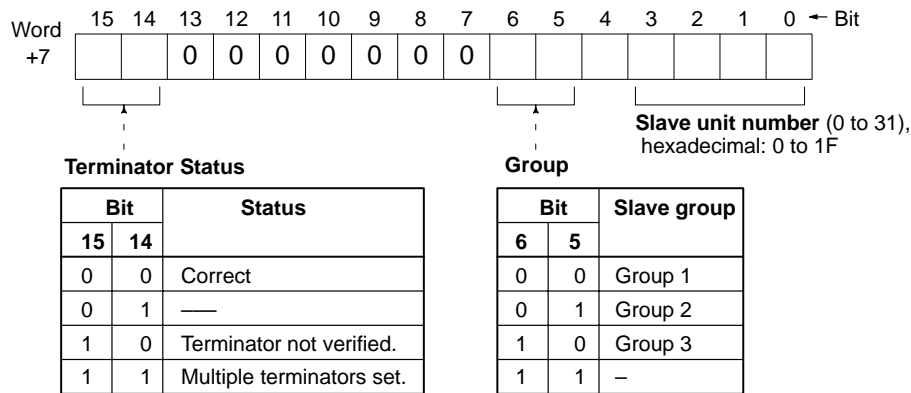 15 14 13 12 11 10 9 8 7 6 5 4 3 2 1 0 ← Bit
Word
+7 0 0 0 0 0 0 0
Slave unit number (0 to 31),
hexadecimal: 0 to 1F
Terminator Status
Bit Status
15 14
0 0 Correct
0 1 –––
1 0 Terminator not verified.
1 1 Multiple terminators set.
Group
Bit Slave group
6 5
0 0 Group 1
0 1 Group 2
1 0 Group 3
1 1 –